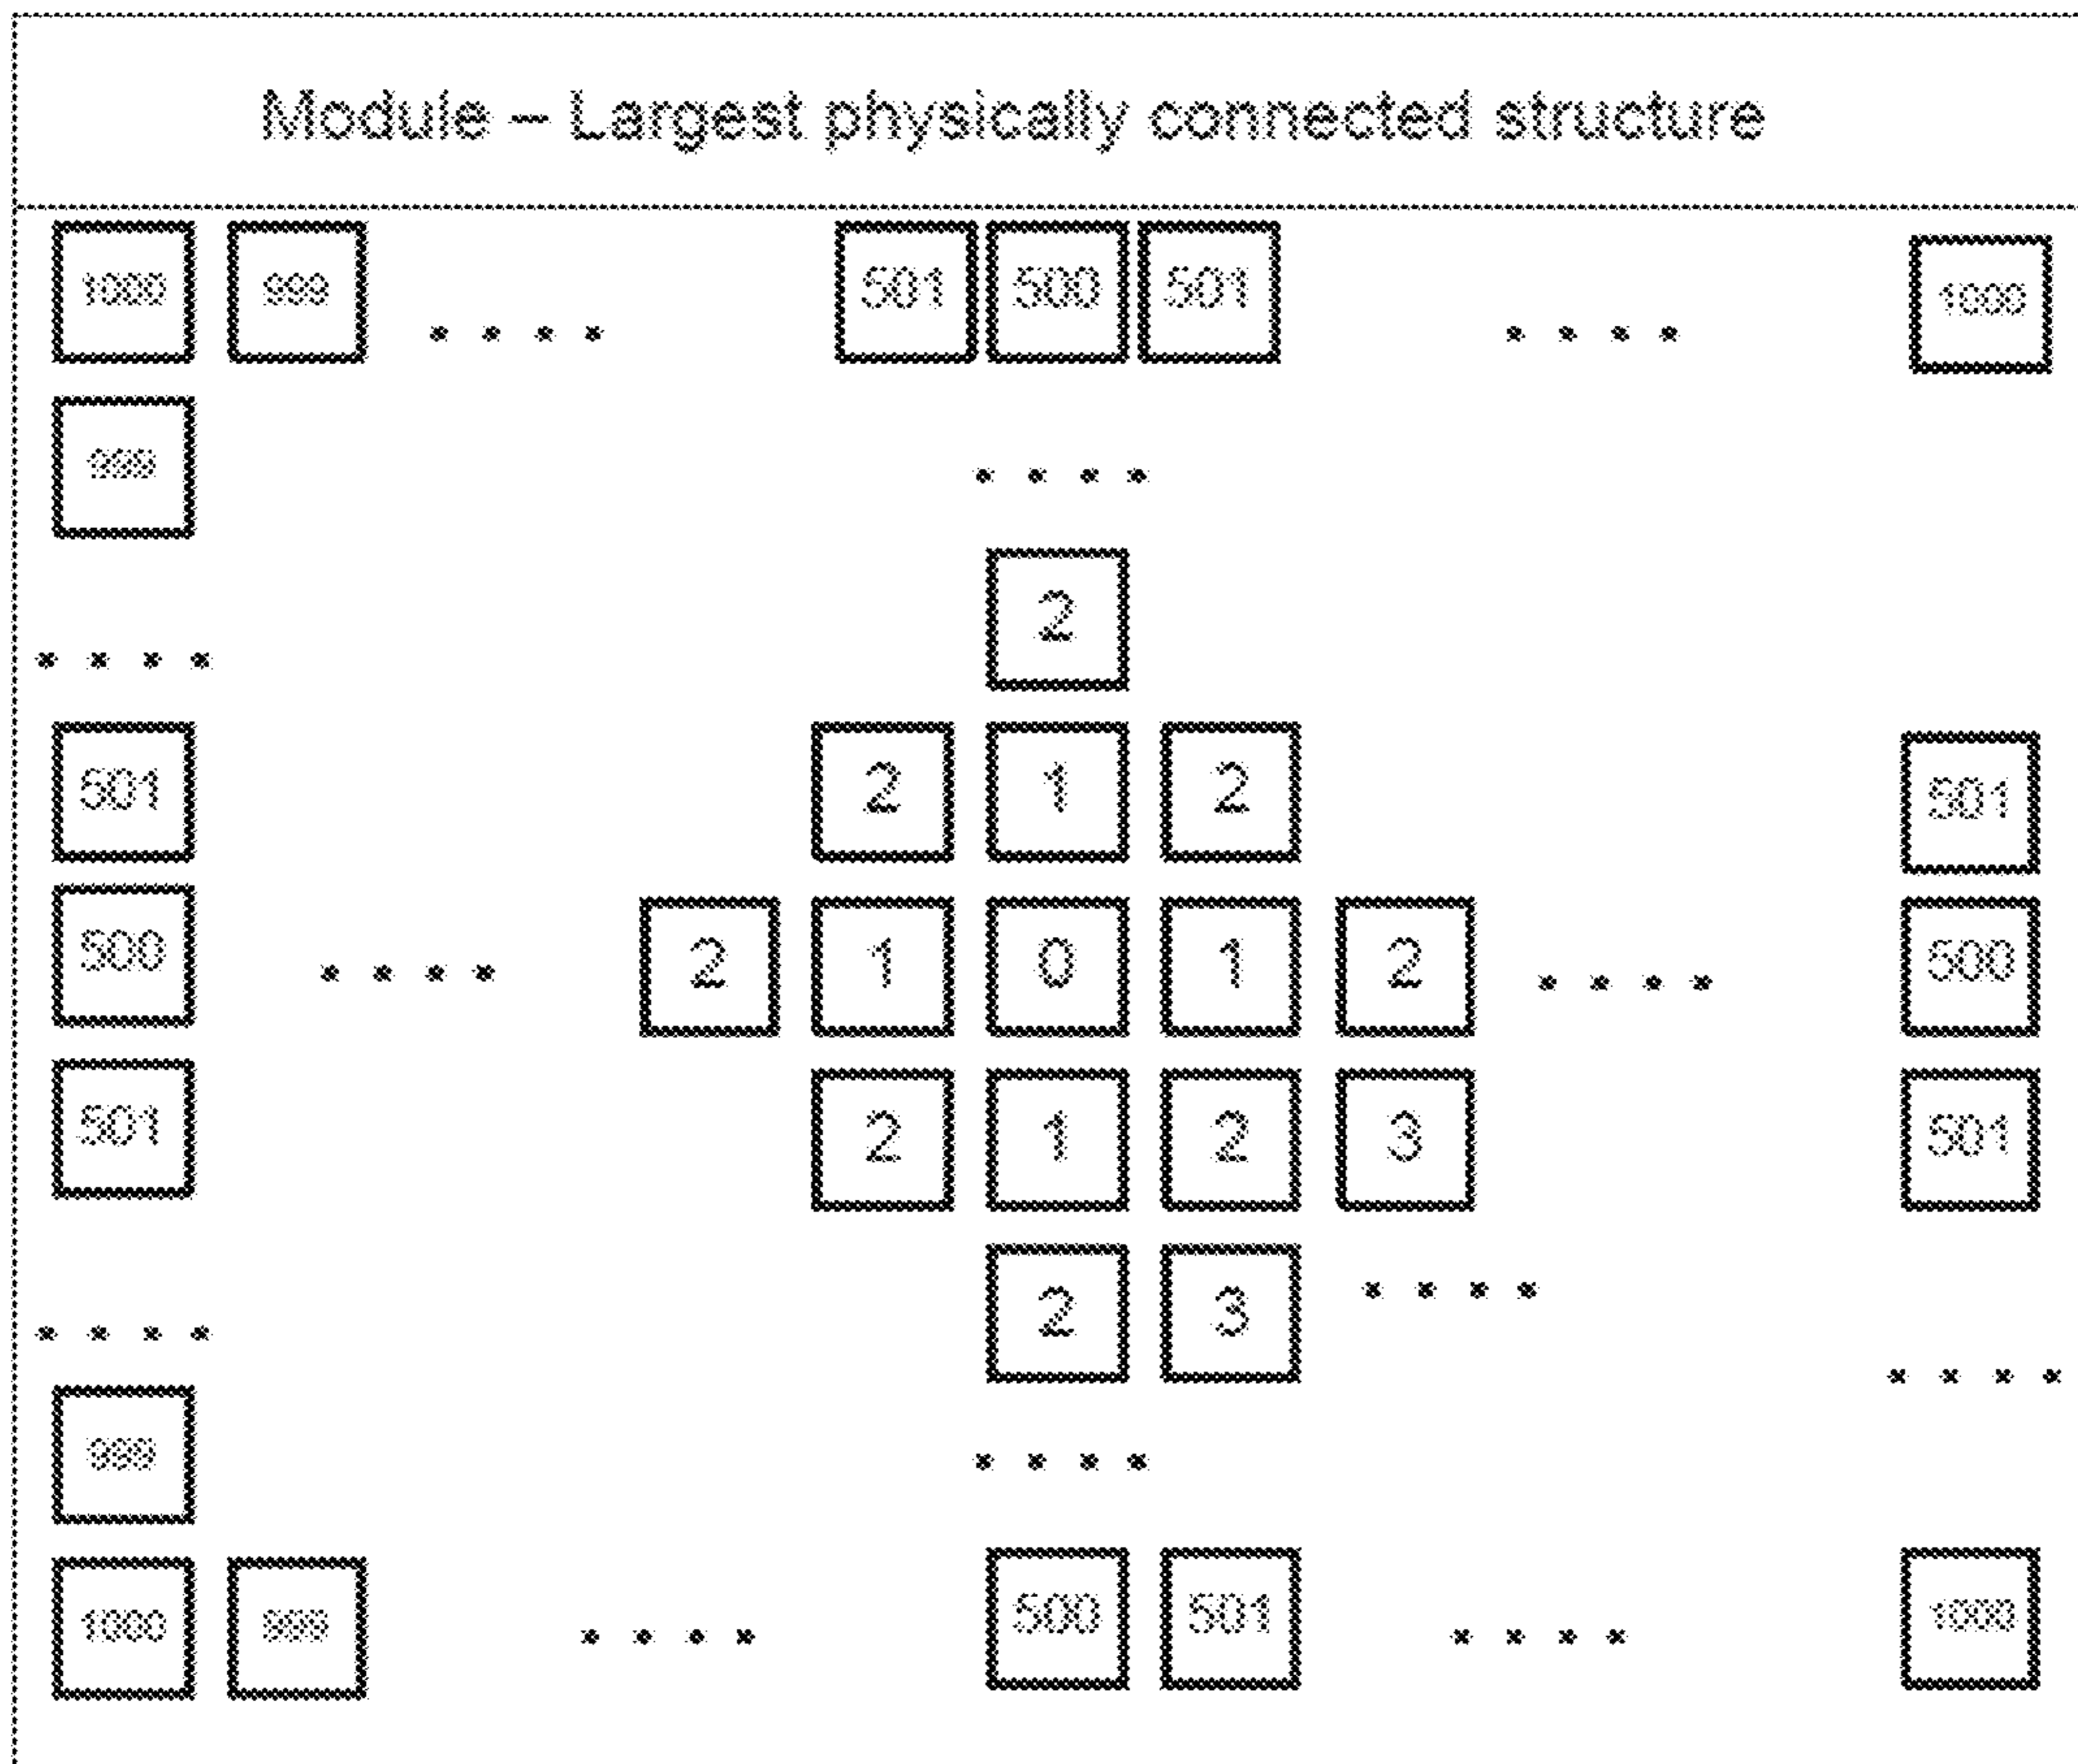 Module – Largest physically connected structure
1000 999 .... 501 500 501 .... 1000
999
....
2
....
501 2 1 2 501
500 .... 2 1 0 1 2 .... 500
501 2 1 2 3 501
2 3 ....
....
....
999 ....
1000 999 .... 500 501 .... 1000